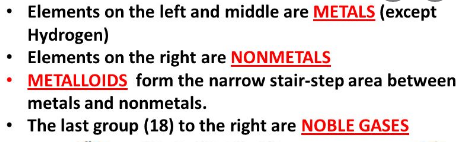 • Elements on the left and middle are METALS (except
Hydrogen)
• Elements on the right are NONMETALS
• METALLOIDS form the narrow stair-step area between
metals and nonmetals.
• The last group (18) to the right are NOBLE GASES